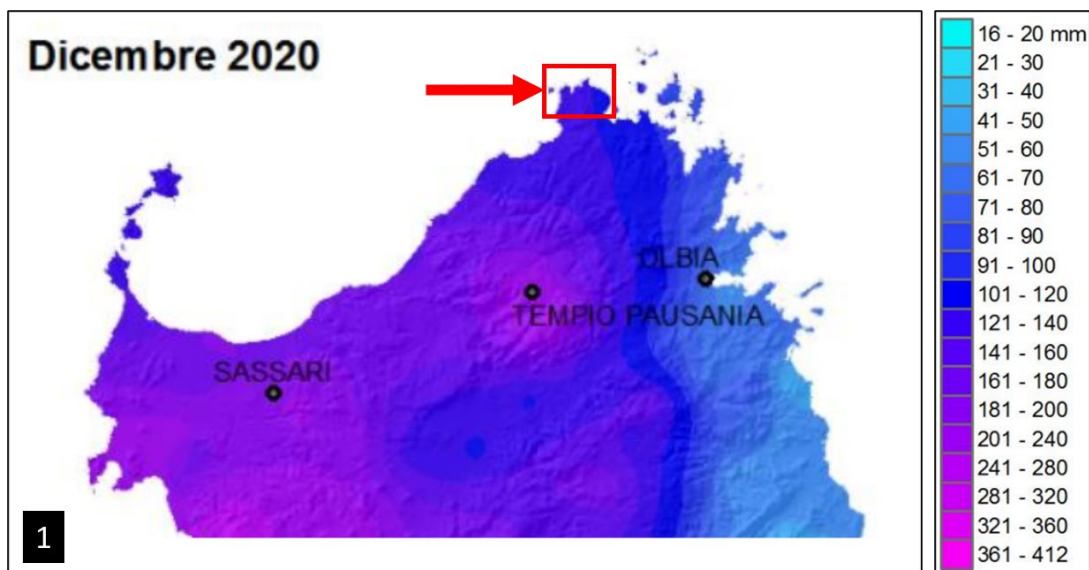 Dicembre 2020
OLBIA
TEMPIO PAUSANIA
SASSARI
1
16 - 20 mm
21 - 30
31 - 40
41 - 50
51 - 60
61 - 70
71 - 80
81 - 90
91 - 100
101 - 120
121 - 140
141 - 160
161 - 180
181 - 200
201 - 240
241 - 280
281 - 320
321 - 360
361 - 412